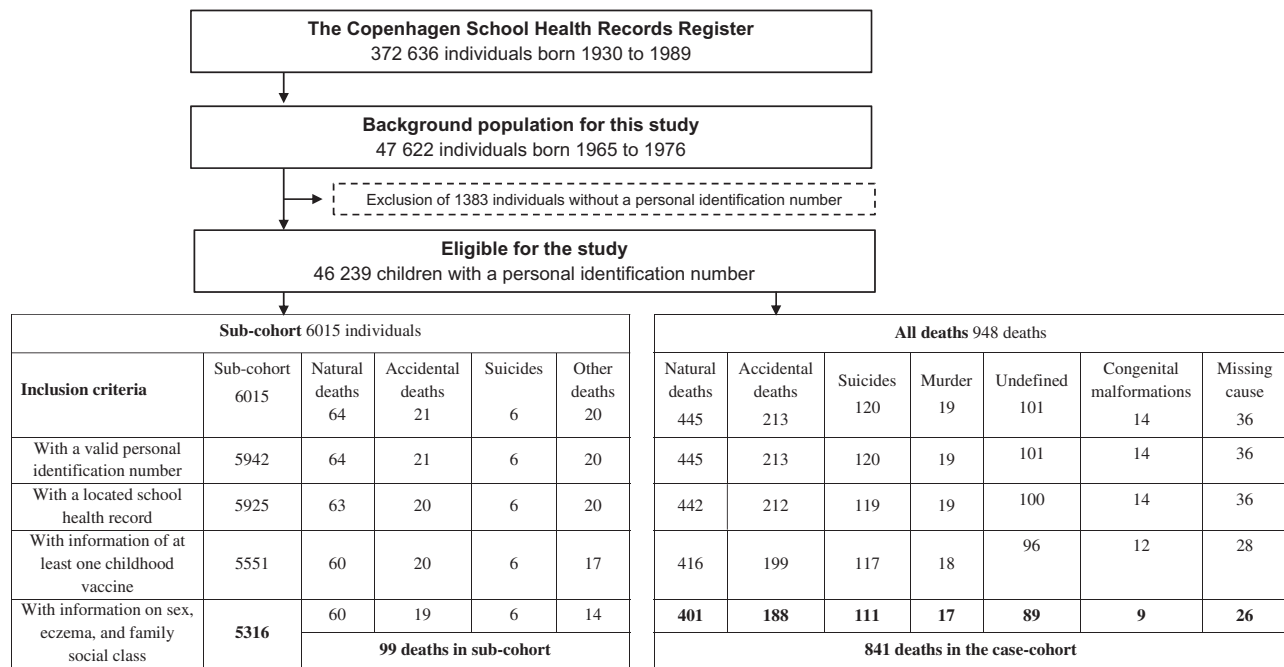 The Copenhagen School Health Records Register
372 636 individuals born 1930 to 1989
Background population for this study
47 622 individuals born 1965 to 1976
Exclusion of 1383 individuals without a personal identification number
Eligible for the study
46 239 children with a personal identification number
Sub-cohort 6015 individuals
Inclusion criteria
Sub-cohort
6015
Natural
deaths
64
Accidental
deaths
21
Suicides
6
Other
deaths
20
With a valid personal
identification number
5942 64 21 6 20
With a located school
health record
5925 63 20 6 20
With information of at
least one childhood
vaccine
5551 60 20 6 17
With information on sex,
eczema, and family
social class
5316 60 19 6 14
99 deaths in sub-cohort
All deaths 948 deaths
Natural
deaths
445
Accidental
deaths
213
Suicides
120
Murder
19
Undefined
101
Congenital
malformations
14
Missing
cause
36
445 213 120 19 101 14 36
442 212 119 19 100 14 36
416 199 117 18 96 12 28
401 188 111 17 89 9 26
841 deaths in the case-cohort